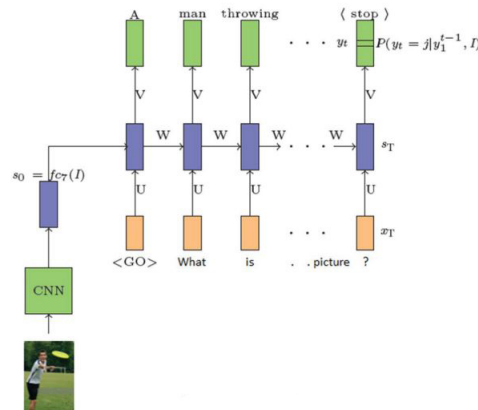 A man throwing ⟨ stop ⟩
. . . y_t P(y_t = j|y_1^{t-1}, I)
V V V V
W W W W
s_0 = fc_7(I) . . . s_T
U U U U
. . . x_T
<GO> What is . . picture ?
CNN